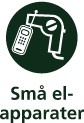 Små el-
apparater